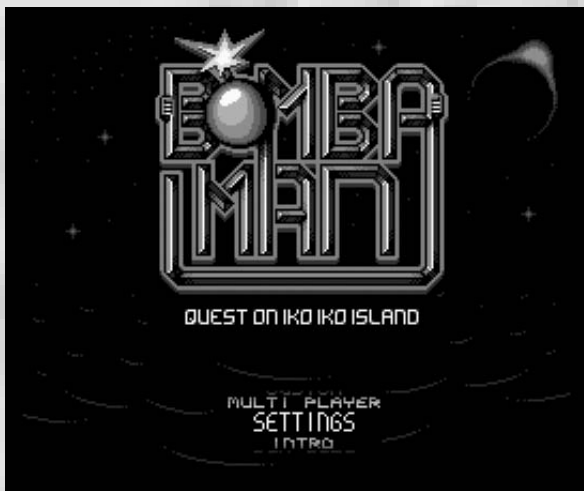 BOMBA
MAN
QUEST ON IKO IKO ISLAND
MULTI PLAYER
SETTINGS
INTRO